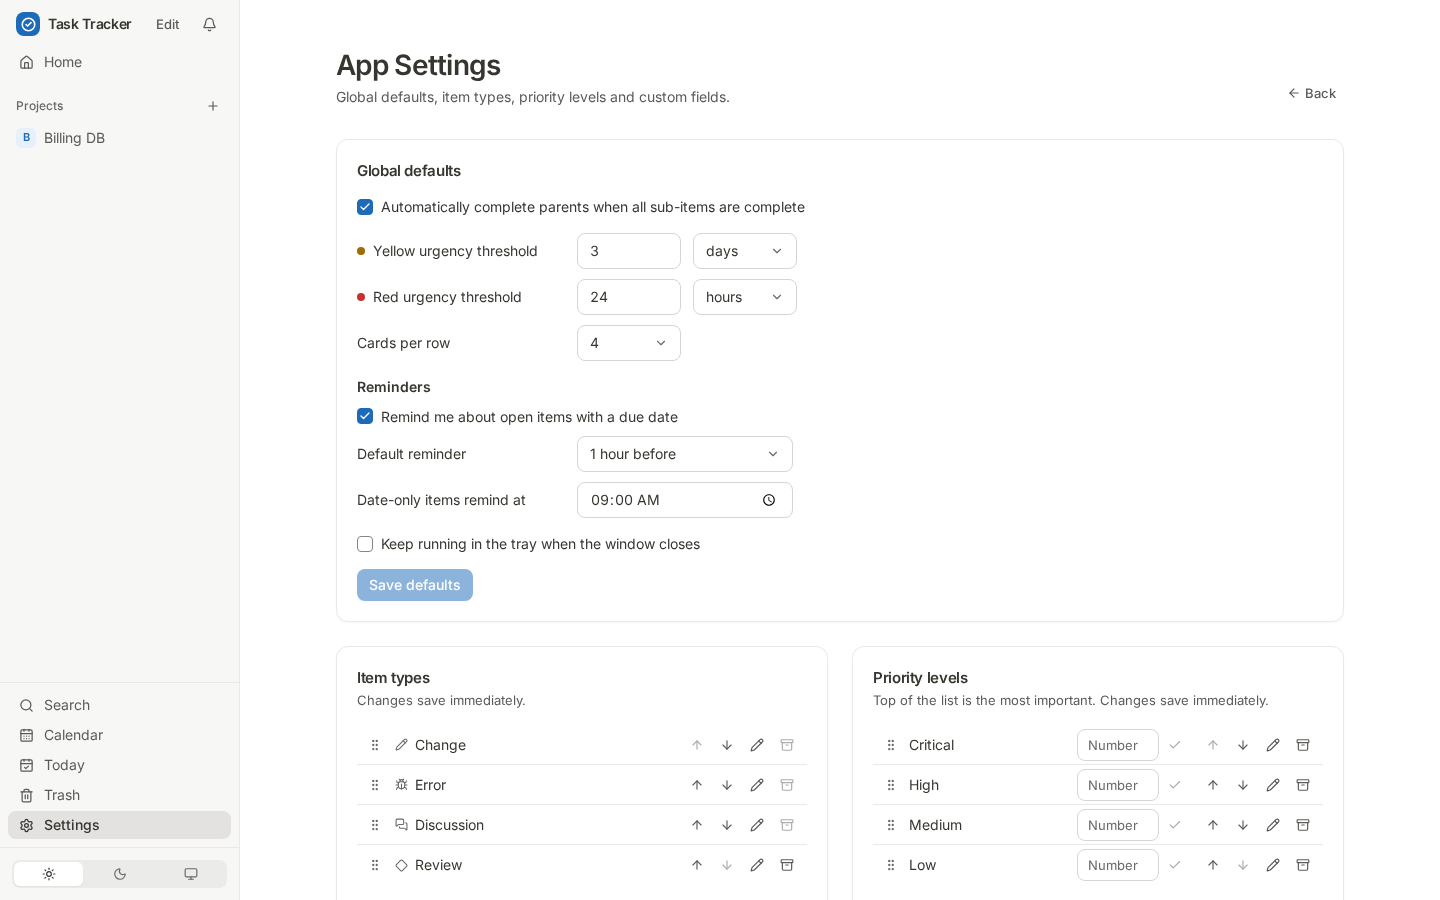 Task Tracker
Edit
Home
Projects
B
Billing DB
Search
Calendar
Today
Trash
Settings
App Settings
Global defaults, item types, priority levels and custom fields.
Back
Global defaults
Automatically complete parents when all sub-items are complete
Yellow urgency threshold
3
days
Red urgency threshold
24
hours
Cards per row
4
Reminders
Remind me about open items with a due date
Default reminder
1 hour before
Date-only items remind at
09:00 AM
Keep running in the tray when the window closes
Save defaults
Item types
Changes save immediately.
Change
Error
Discussion
Review
Priority levels
Top of the list is the most important. Changes save immediately.
Critical
Number
High
Number
Medium
Number
Low
Number